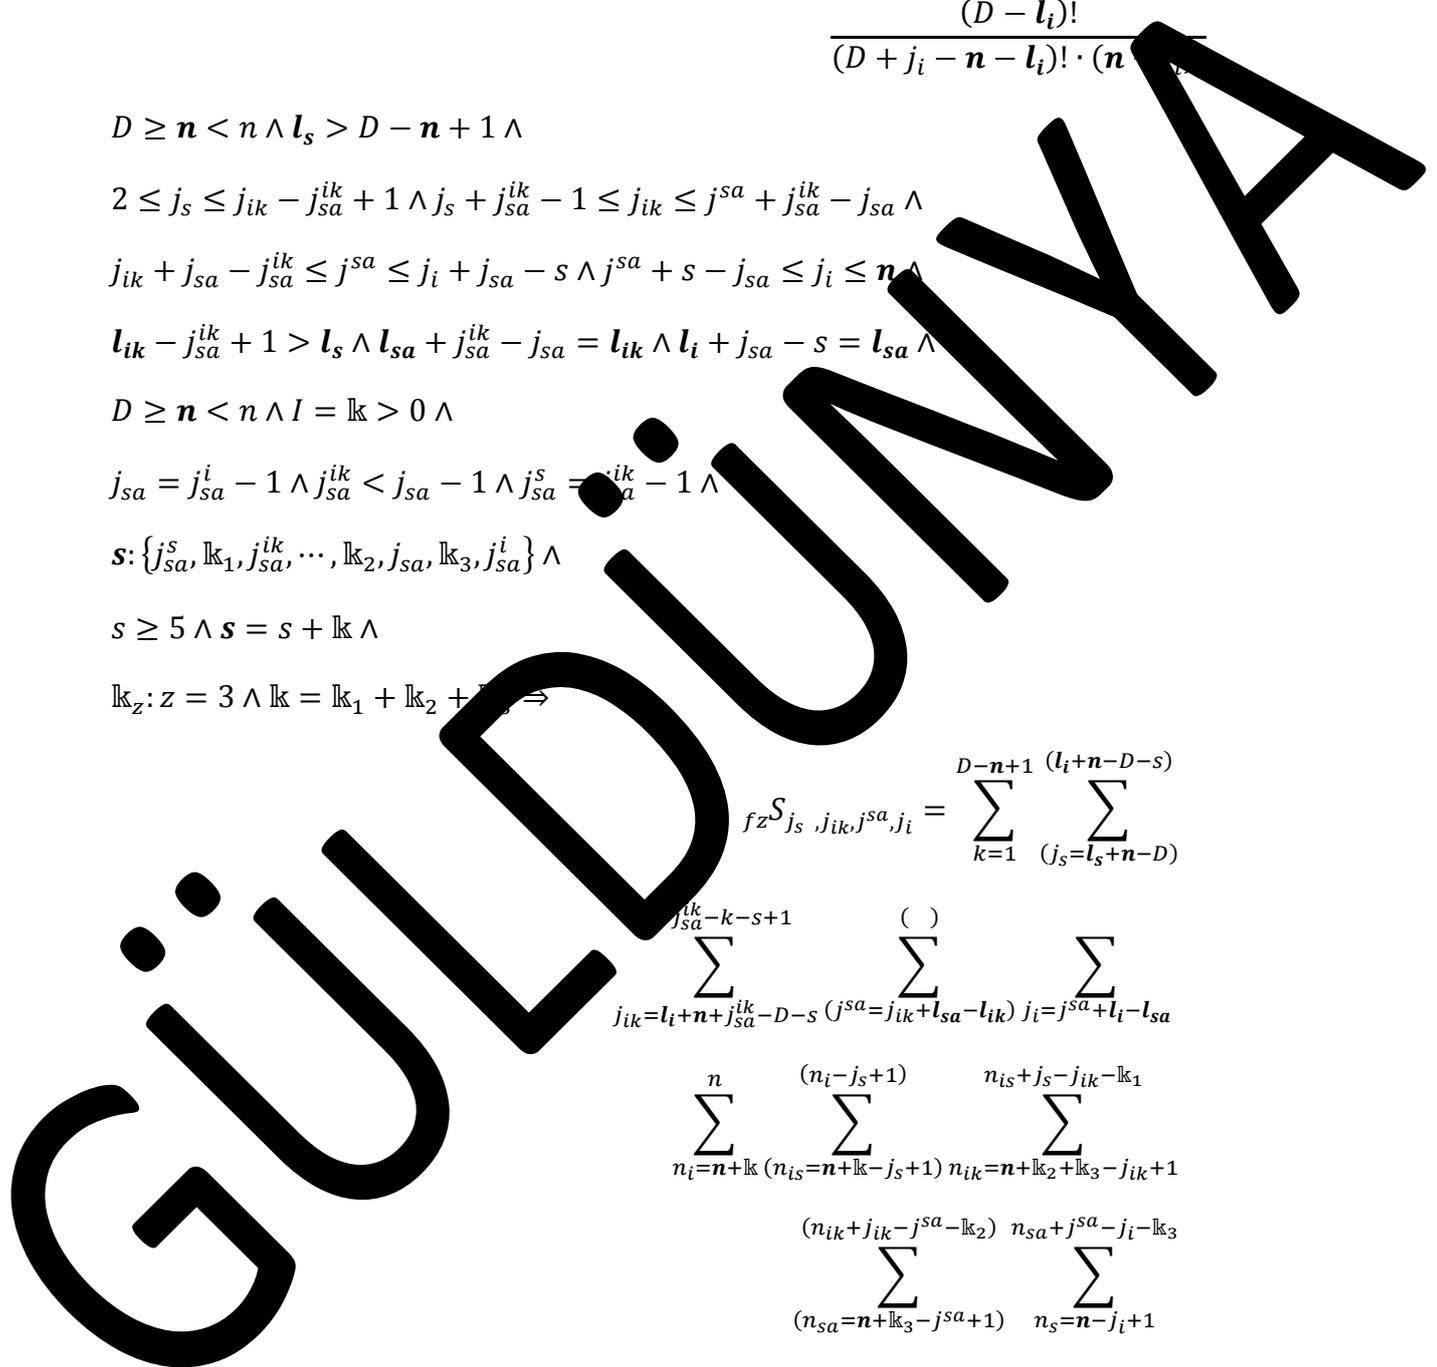 (D − l_i)!
(D + j_i − n − l_i)! · (n
D ≥ n < n ∧ l_s > D − n + 1 ∧
2 ≤ j_s ≤ j_ik − j_sa^ik + 1 ∧ j_s + j_sa^ik − 1 ≤ j_ik ≤ j^sa + j_sa^ik − j_sa ∧
j_ik + j_sa − j_sa^ik ≤ j^sa ≤ j_i + j_sa − s ∧ j^sa + s − j_sa ≤ j_i ≤ n ∧
l_ik − j_sa^ik + 1 > l_s ∧ l_sa + j_sa^ik − j_sa = l_ik ∧ l_i + j_sa − s = l_sa ∧
D ≥ n < n ∧ I = 𝕜 > 0 ∧
j_sa = j_sa^i − 1 ∧ j_sa^ik < j_sa − 1 ∧ j_sa^s = j_sa^ik − 1 ∧
s: {j_sa^s, 𝕜_1, j_sa^ik, ⋯ , 𝕜_2, j_sa, 𝕜_3, j_sa^i} ∧
s ≥ 5 ∧ s = s + 𝕜 ∧
𝕜_z: z = 3 ∧ 𝕜 = 𝕜_1 + 𝕜_2 + ⇒
D−n+1 (l_i+n−D−s)
fzS_{j_s ,j_ik,j^sa,j_i} = ∑ ∑
k=1 (j_s=l_s+n−D)
j_sa^ik−k−s+1 ( )
∑ ∑ ∑
j_ik=l_i+n+j_sa^ik−D−s (j^sa=j_ik+l_sa−l_ik) j_i=j^sa+l_i−l_sa
n (n_i−j_s+1) n_is+j_s−j_ik−𝕜_1
∑ ∑ ∑
n_i=n+𝕜 (n_is=n+𝕜−j_s+1) n_ik=n+𝕜_2+𝕜_3−j_ik+1
(n_ik+j_ik−j^sa−𝕜_2) n_sa+j^sa−j_i−𝕜_3
∑ ∑
(n_sa=n+𝕜_3−j^sa+1) n_s=n−j_i+1
GÜLDÜNYA